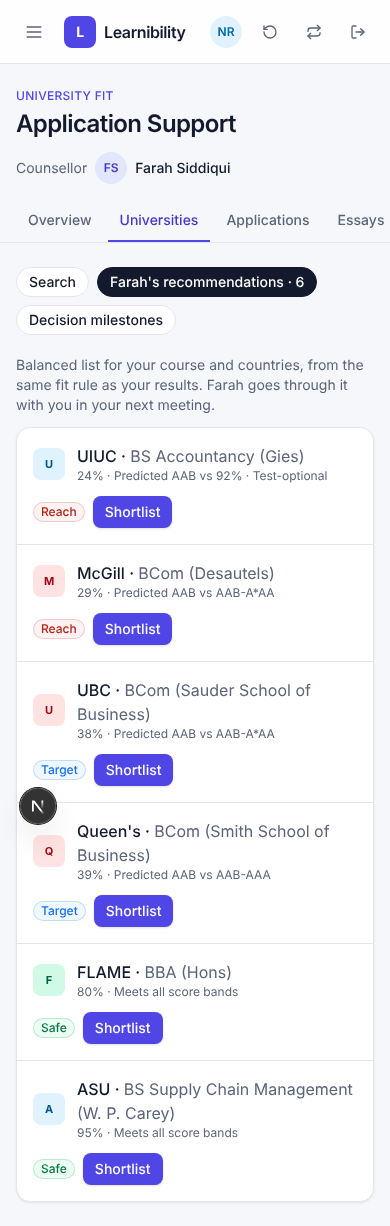 L Learnibility NR
UNIVERSITY FIT
Application Support
Counsellor FS Farah Siddiqui
Overview Universities Applications Essays
Search Farah's recommendations · 6
Decision milestones
Balanced list for your course and countries, from the
same fit rule as your results. Farah goes through it
with you in your next meeting.
U UIUC · BS Accountancy (Gies)
24% · Predicted AAB vs 92% · Test-optional
Reach Shortlist
M McGill · BCom (Desautels)
29% · Predicted AAB vs AAB-A*AA
Reach Shortlist
U UBC · BCom (Sauder School of
Business)
38% · Predicted AAB vs AAB-A*AA
Target Shortlist
N
Q Queen's · BCom (Smith School of
Business)
39% · Predicted AAB vs AAB-AAA
Target Shortlist
F FLAME · BBA (Hons)
80% · Meets all score bands
Safe Shortlist
A ASU · BS Supply Chain Management
(W. P. Carey)
95% · Meets all score bands
Safe Shortlist